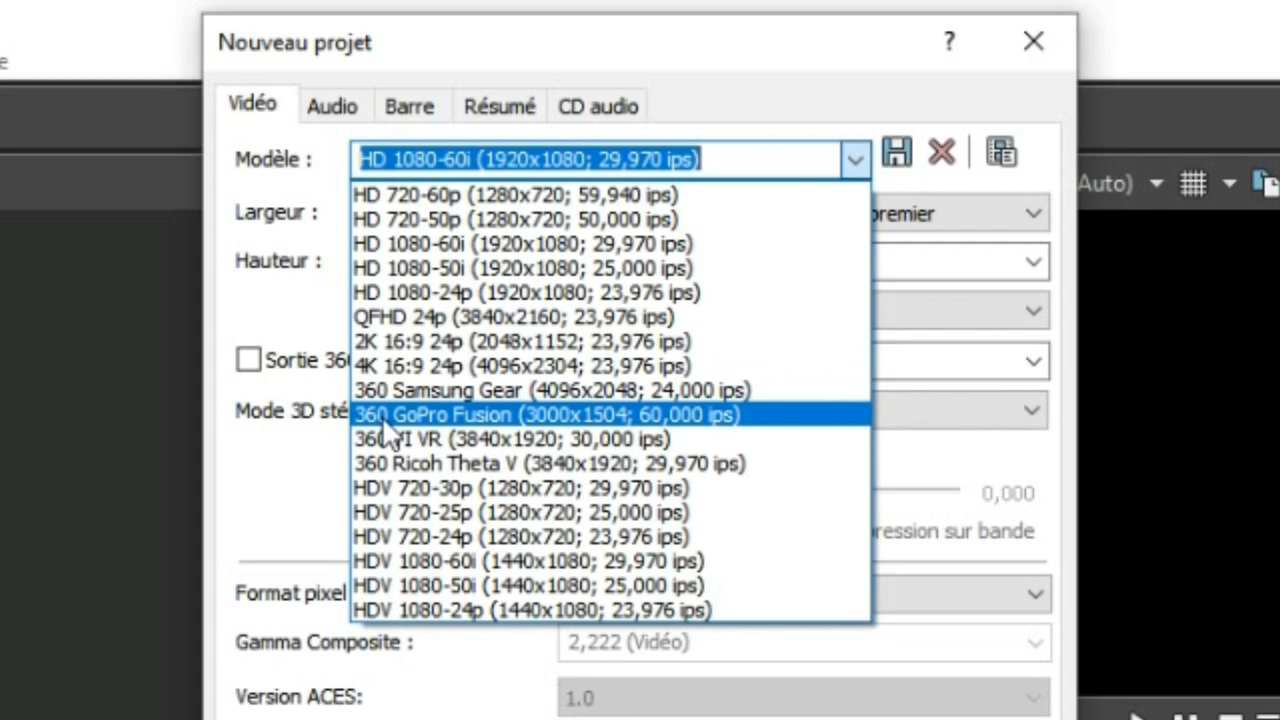 Nouveau projet ?
Vidéo Audio Barre Résumé CD audio
Modèle : HD 1080-60i (1920x1080; 29,970 ips)
Auto)
HD 720-60p (1280x720; 59,940 ips)
Largeur : premier
HD 720-50p (1280x720; 50,000 ips)
HD 1080-60i (1920x1080; 29,970 ips)
Hauteur :
HD 1080-50i (1920x1080; 25,000 ips)
HD 1080-24p (1920x1080; 23,976 ips)
QFHD 24p (3840x2160; 23,976 ips)
2K 16:9 24p (2048x1152; 23,976 ips)
Sortie 360
4K 16:9 24p (4096x2304; 23,976 ips)
360 Samsung Gear (4096x2048; 24,000 ips)
Mode 3D sté
360 GoPro Fusion (3000x1504; 60,000 ips)
360 YI VR (3840x1920; 30,000 ips)
360 Ricoh Theta V (3840x1920; 29,970 ips)
HDV 720-30p (1280x720; 29,970 ips)
0,000
HDV 720-25p (1280x720; 25,000 ips)
HDV 720-24p (1280x720; 23,976 ips)
ression sur bande
HDV 1080-60i (1440x1080; 29,970 ips)
HDV 1080-50i (1440x1080; 25,000 ips)
Format pixel
HDV 1080-24p (1440x1080; 23,976 ips)
Gamma Composite : 2,222 (Vidéo)
Version ACES: 1.0